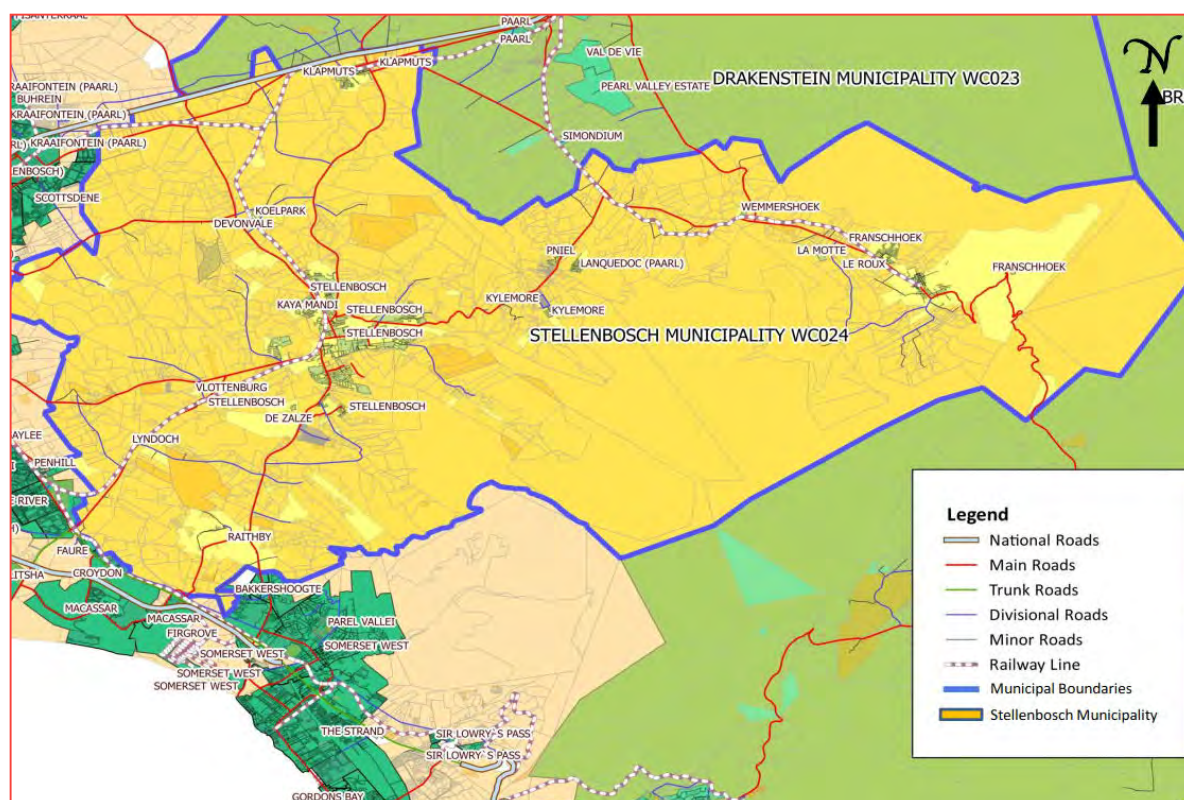 PAARL
PAARL
KLAPMUTS
KLAPMUTS
VAL DE VIE
DRAKENSTEIN MUNICIPALITY WC023
N
PEARL VALLEY ESTATE
KRAAIFONTEIN (PAARL)
BUHREIN
KRAAIFONTEIN (PAARL)
KRAAIFONTEIN (PAARL)
SIMONDIUM
SCOTTSDENE
WEMMERSHOEK
KOELPARK
DEVONVALE
FRANSCHHOEK
LA MOTTE
LE ROUX
FRANSCHHOEK
PNIEL
LANQUEDOC (PAARL)
STELLENBOSCH
KAYA MANDI
STELLENBOSCH
KYLEMORE
KYLEMORE
STELLENBOSCH
STELLENBOSCH MUNICIPALITY WC024
VLOTTENBURG
STELLENBOSCH
STELLENBOSCH
DE ZALZE
LYNDOCH
PENHILL
RAITHBY
FAURE
CROYDON
BAKKERSHOOGTE
MACASSAR
MACASSAR
FIRGROVE
PAREL VALLEI
SOMERSET WEST
SOMERSET WEST
SOMERSET WEST
SOMERSET WEST
THE STRAND
SIR LOWRY`S PASS
SIR LOWRY`S PASS
GORDONS BAY
Legend
National Roads
Main Roads
Trunk Roads
Divisional Roads
Minor Roads
Railway Line
Municipal Boundaries
Stellenbosch Municipality